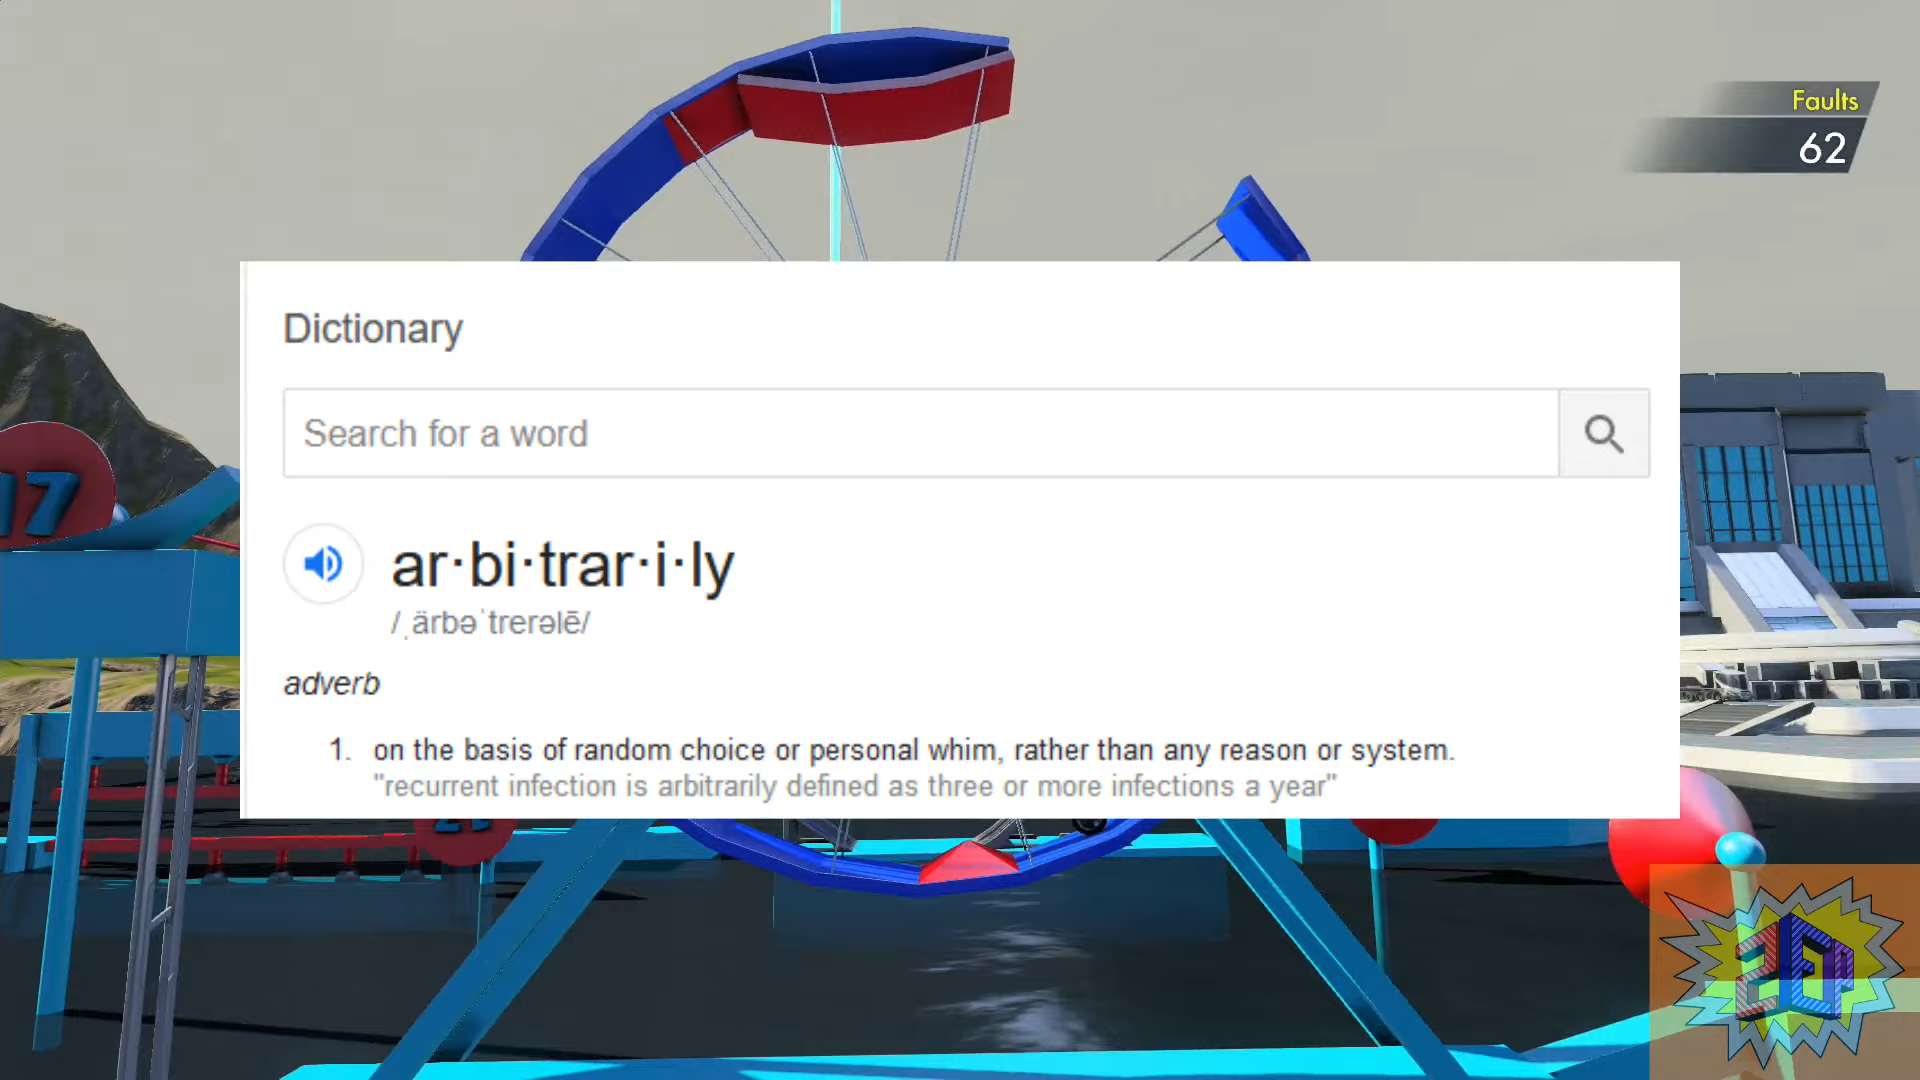 Faults
62
Dictionary
Search for a word
ar·bi·trar·i·ly
/ˌärbəˈtrerəlē/
adverb
1. on the basis of random choice or personal whim, rather than any reason or system.
"recurrent infection is arbitrarily defined as three or more infections a year"
17
21